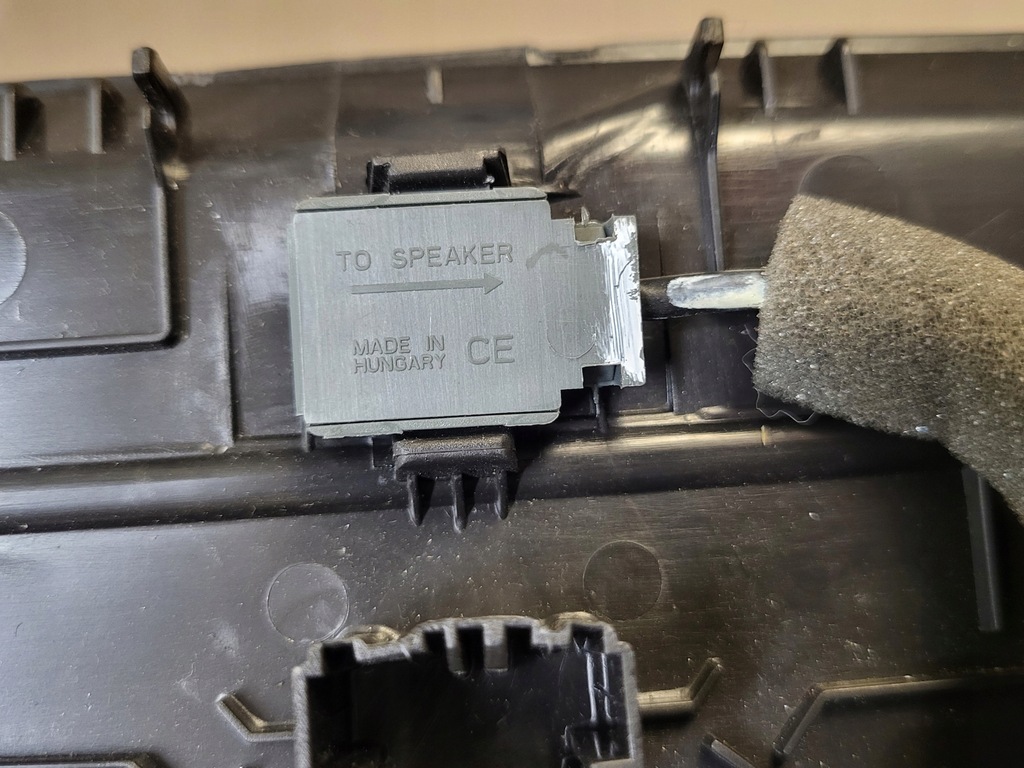 TO SPEAKER
MADE IN
HUNGARY
CE